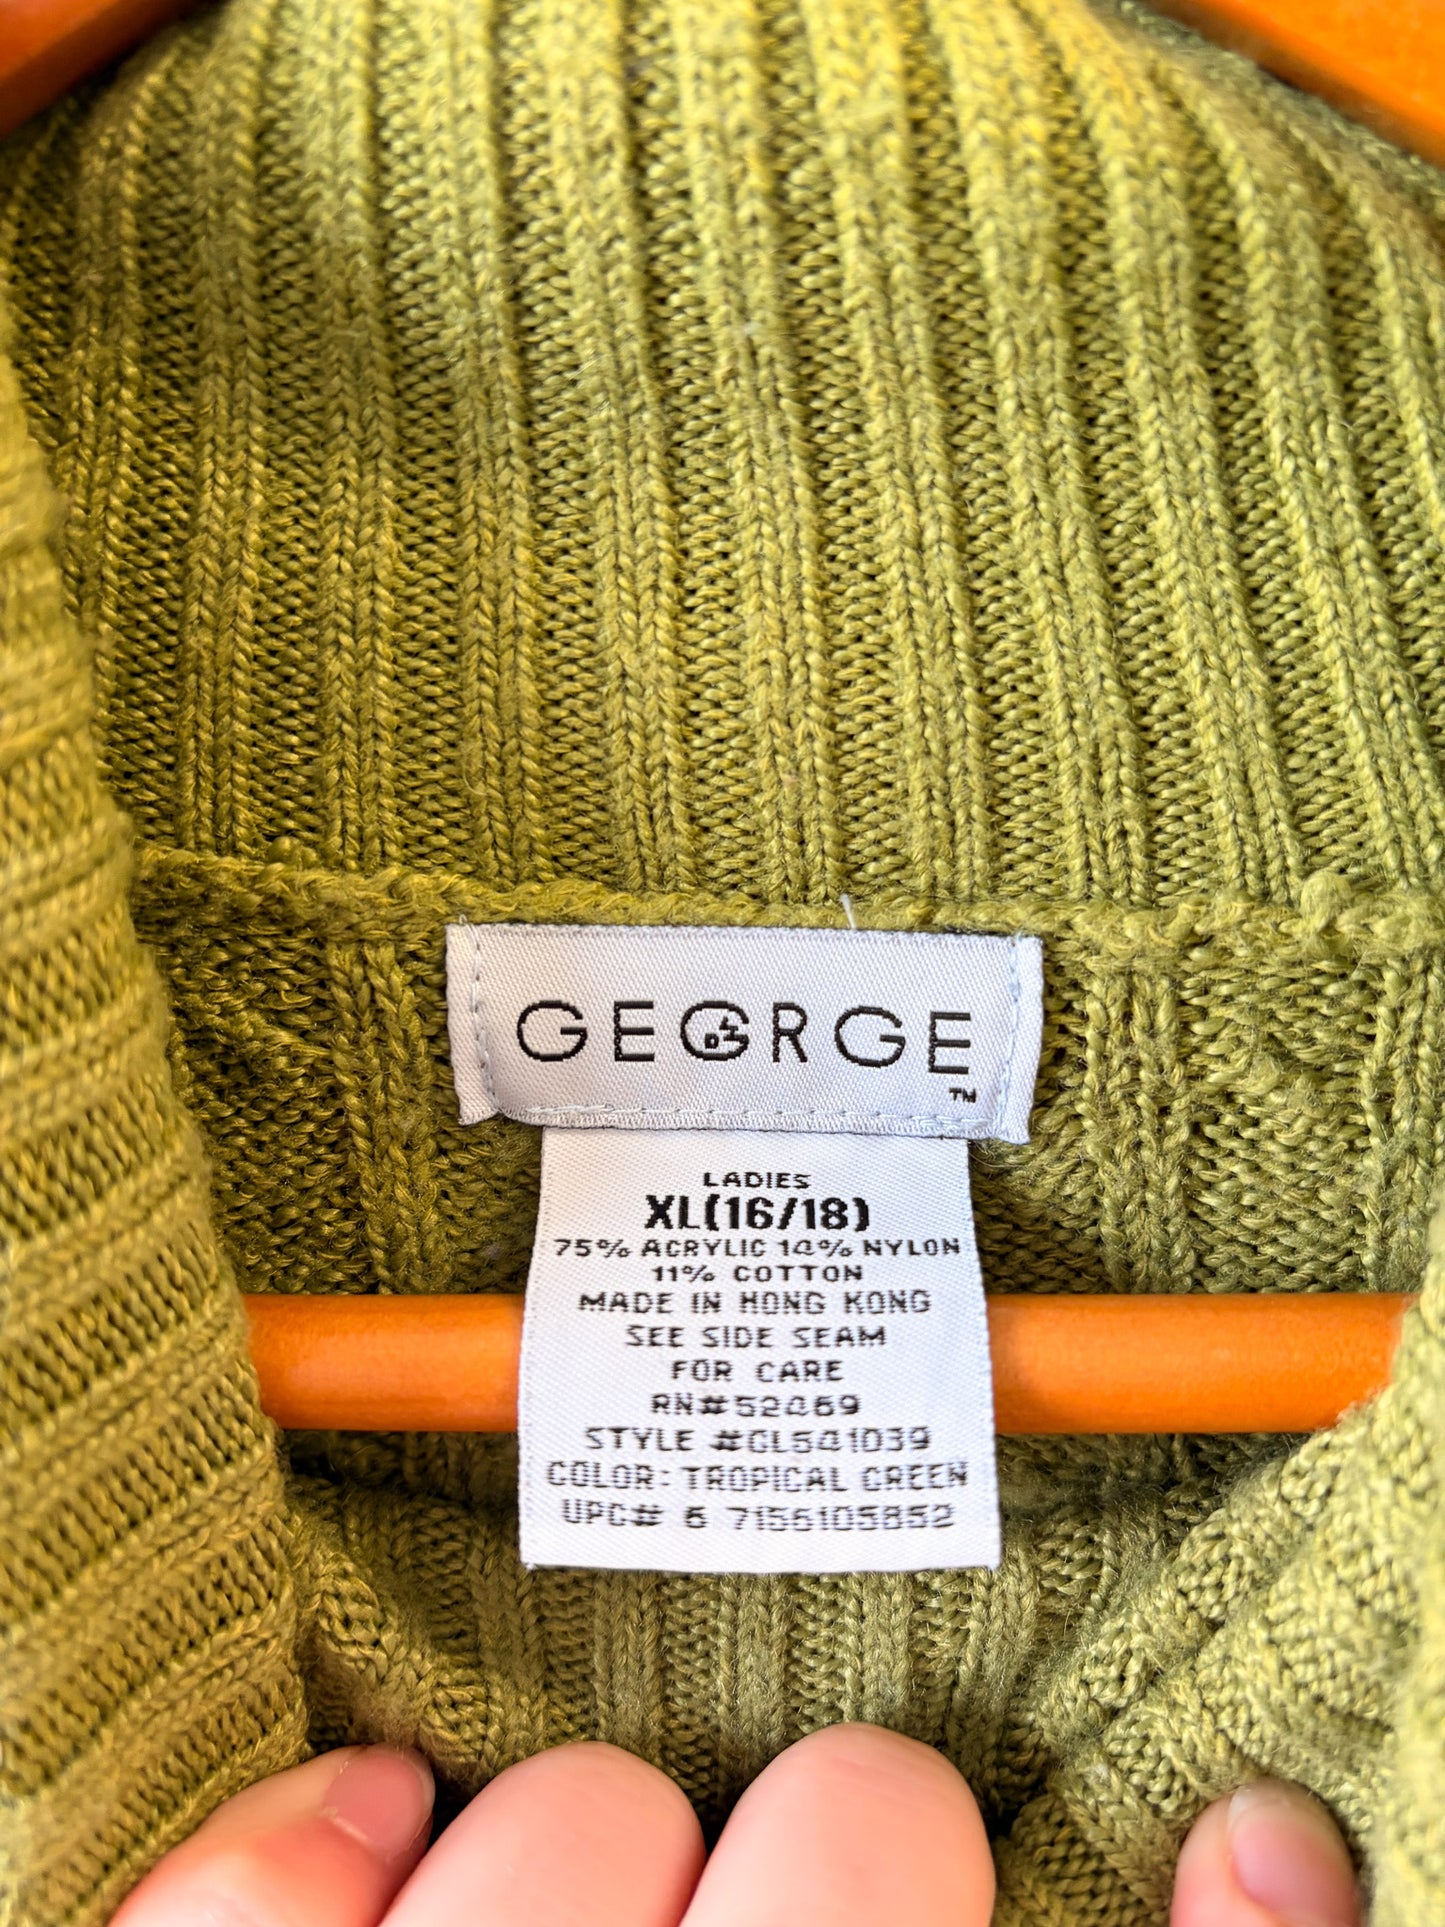 GEORGE
TM
LADIES
XL(16/18)
75% ACRYLIC 14% NYLON
11% COTTON
MADE IN HONG KONG
SEE SIDE SEAM
FOR CARE
RN#52469
STYLE #GL541039
COLOR: TROPICAL GREEN
UPC# 6 7155105852